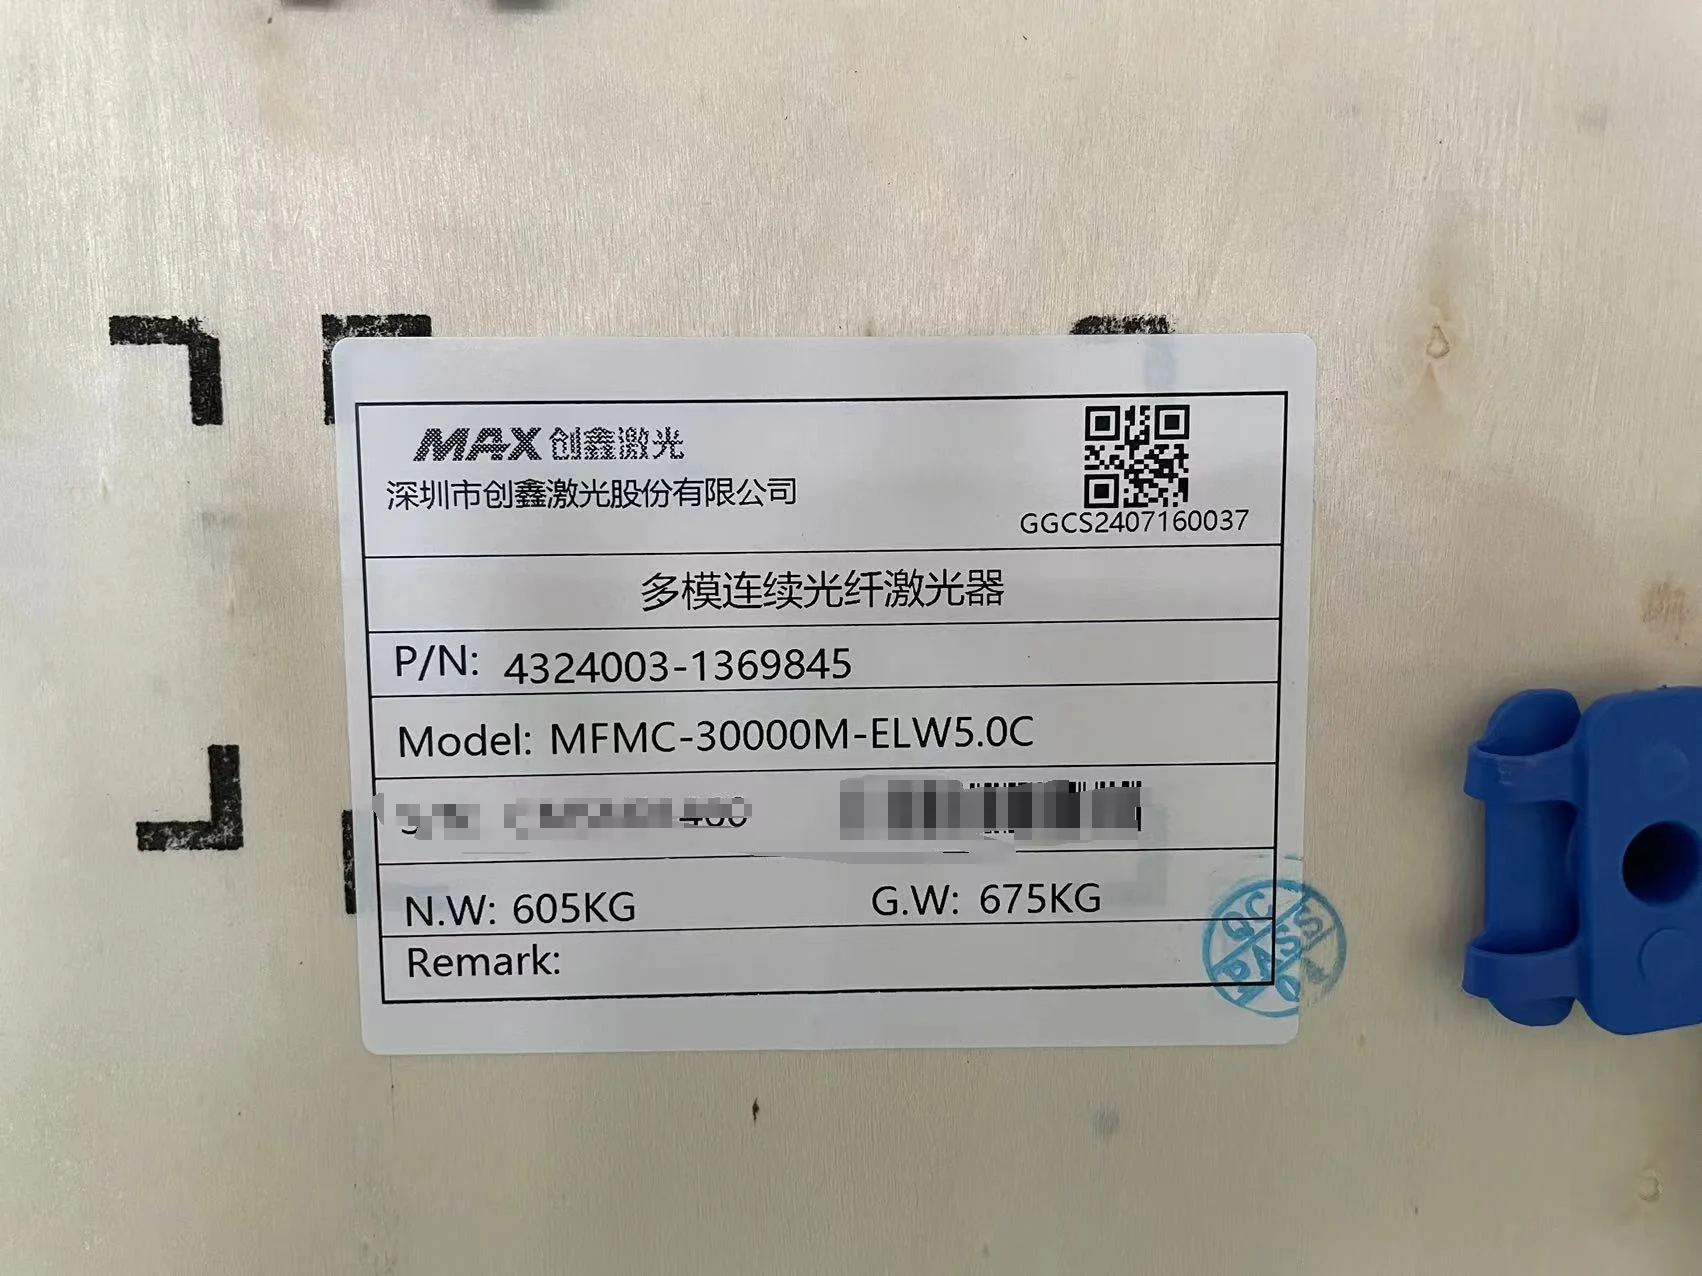 MAX 创鑫激光
深圳市创鑫激光股份有限公司
GGCS2407160037
多模连续光纤激光器
P/N: 4324003-1369845
Model: MFMC-30000M-ELW5.0C
N.W: 605KG G.W: 675KG
Remark:
QC
PASS